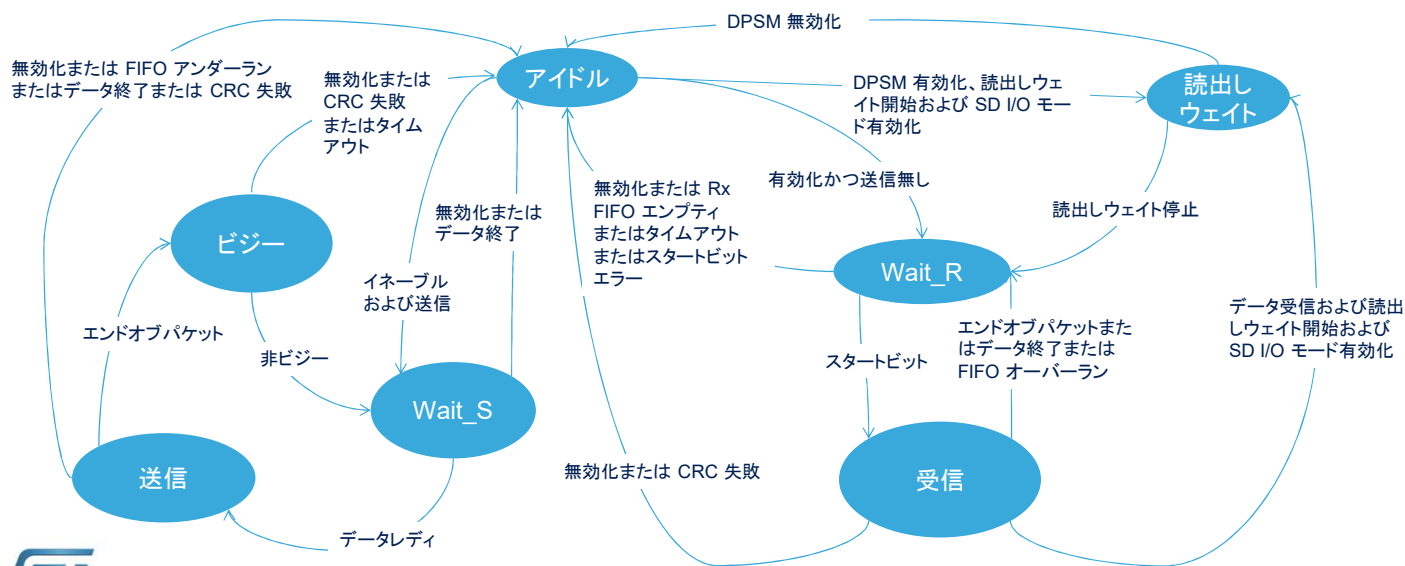 DPSM 無効化
無効化または FIFO アンダーラン
またはデータ終了または CRC 失敗
無効化または
CRC 失敗
またはタイム
アウト
アイドル
DPSM 有効化、読出しウェ
イト開始および SD I/O モー
ド有効化
読出し
ウェイト
無効化または Rx
FIFO エンプティ
またはタイムアウト
またはスタートビット
エラー
有効化かつ送信無し
無効化または
データ終了
読出しウェイト停止
ビジー
Wait_R
イネーブル
および送信
エンドオブパケット
非ビジー
スタートビット
エンドオブパケットまた
はデータ終了または
FIFO オーバーラン
データ受信および読出
しウェイト開始および
SD I/O モード有効化
Wait_S
送信
無効化または CRC 失敗
受信
データレディ